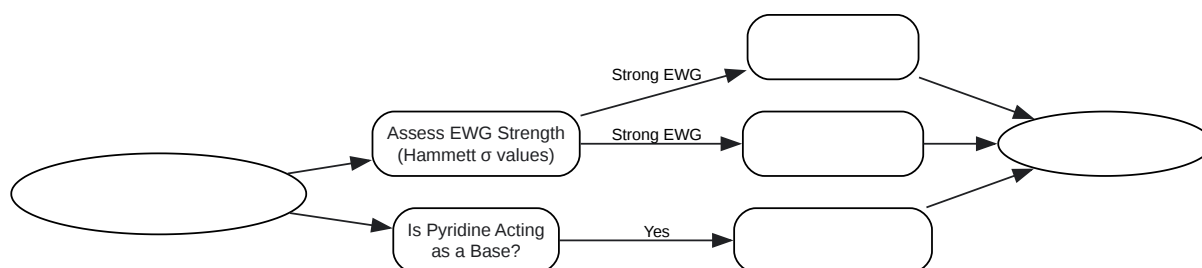 Strong EWG
Assess EWG Strength
(Hammett σ values)
Strong EWG
Is Pyridine Acting
as a Base?
Yes